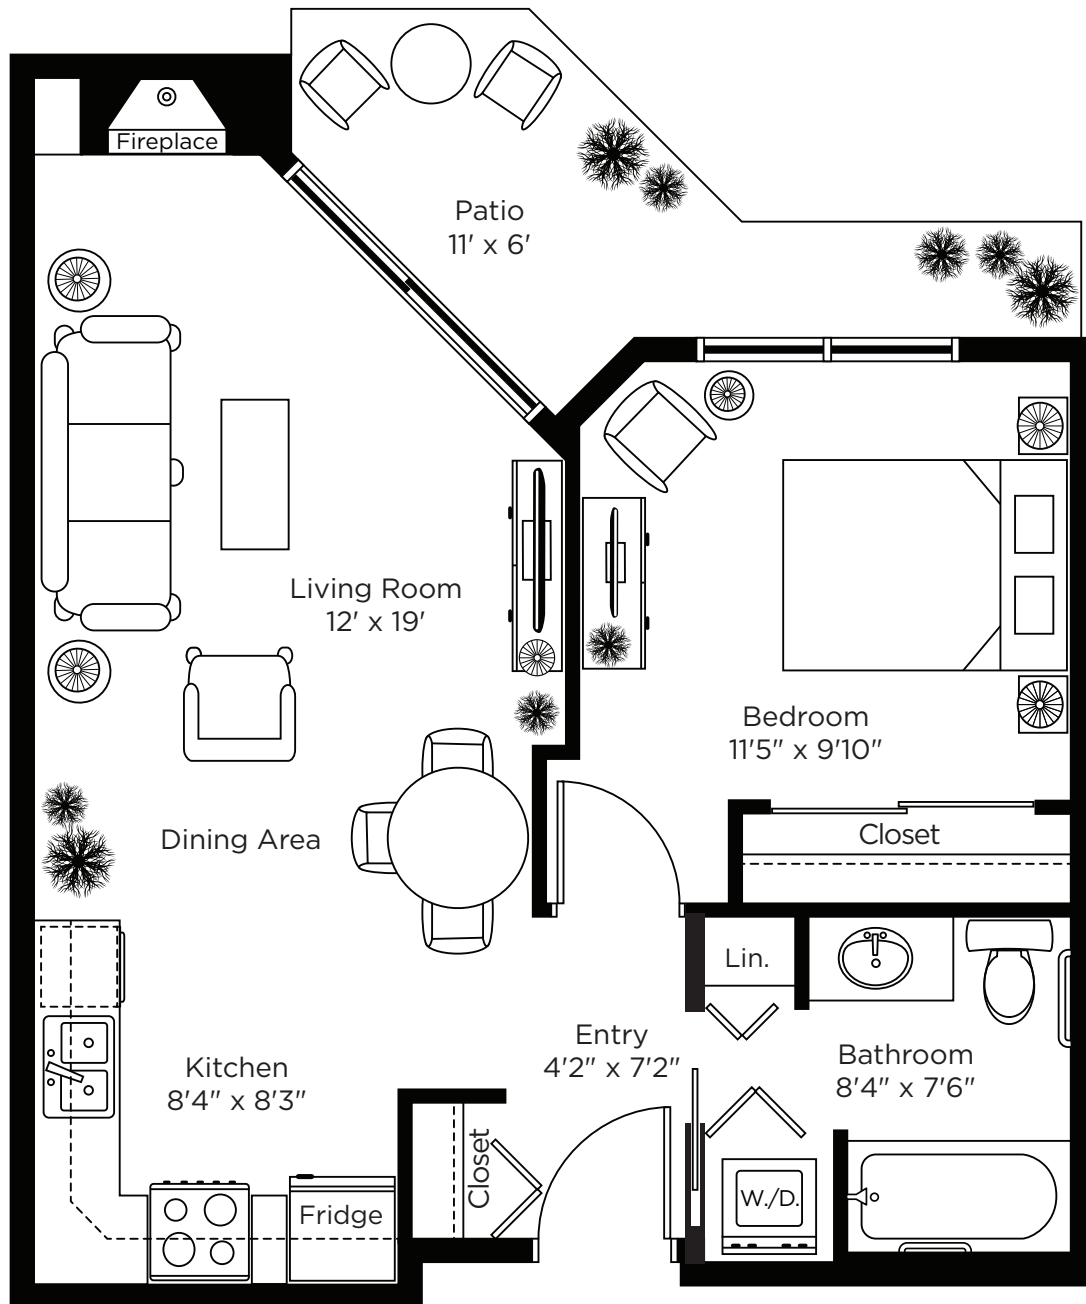 Fireplace
Patio
11' x 6'
Living Room
12' x 19'
Bedroom
11'5" x 9'10"
Dining Area
Closet
Lin.
Entry
4'2" x 7'2"
Kitchen
8'4" x 8'3"
Bathroom
8'4" x 7'6"
Closet
W./D.
Fridge